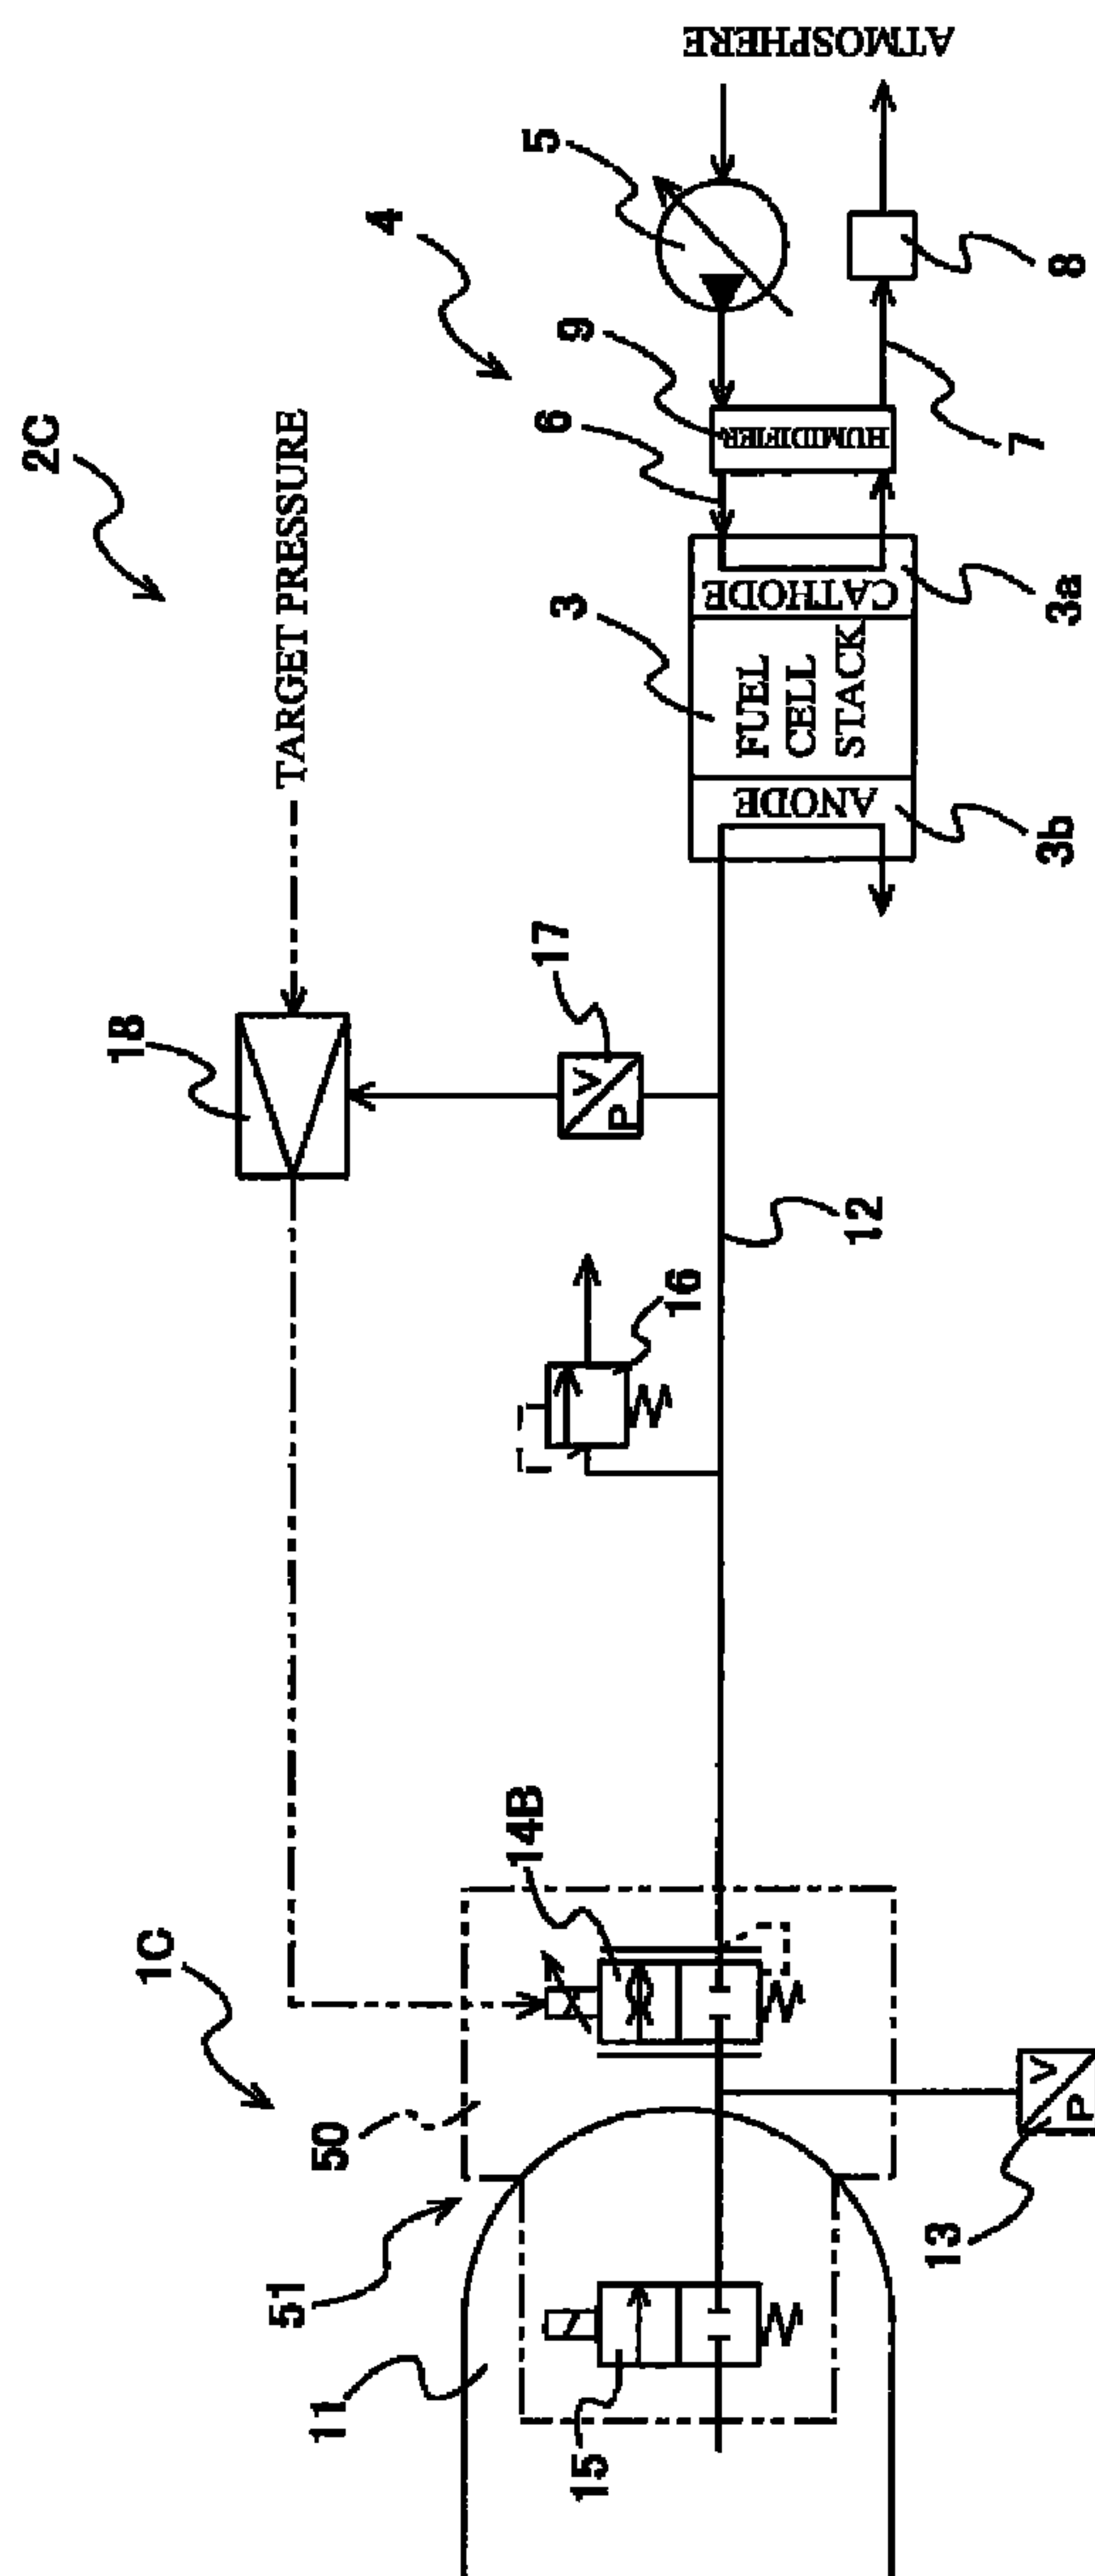 2C
1C
TARGET PRESSURE
18
4
5
ATMOSPHERE
9
6
HUMIDIFIER
8
7
3
CATHODE
FUEL
CELL
STACK
ANODE
3a
3b
17
V
P
12
16
14B
50
51
11
15
13
V
P